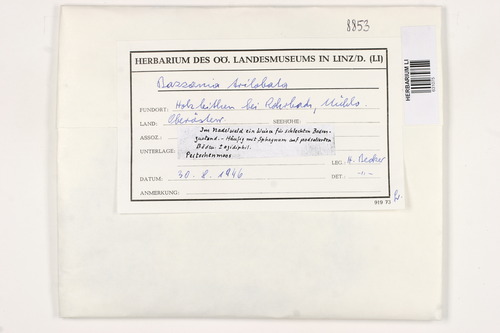 8853
HERBARIUM DES OÖ. LANDESMUSEUMS IN LINZ/D. (LI)
Bazzania trilobata
FUNDORT: Holzleithen bei Rohrbach, Mühlv.
LAND: Oberösterr. SEEHÖHE:
ASSOZ.: Im Nadelwald ein Weiser für schlechten Boden-
zustand. - Häufig mit Sphagnum auf podsolierten
UNTERLAGE: Böden. Azidiphil.
Peitschenmoos
LEG.: H. Becker
DATUM: 30. 8. 1946 DET.: -"-
ANMERKUNG:
919 73
HERBARIUM LI